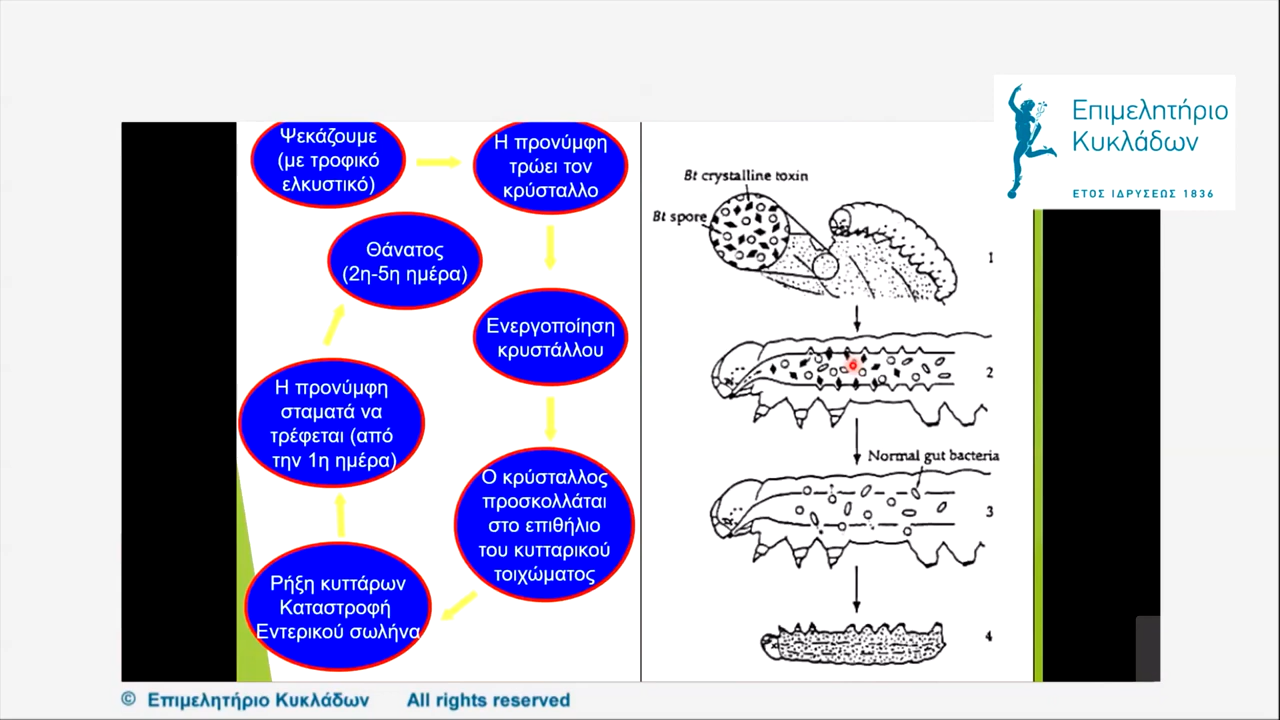 Ψεκάζουμε
(με τροφικό
ελκυστικό)
Η προνύμφη
τρώει τον
κρύσταλλο
Ενεργοποίηση
κρυστάλλου
Ο κρύσταλλος
προσκολλάται
στο επιθήλιο
του κυτταρικού
τοιχώματος
Ρήξη κυττάρων
Καταστροφή
Εντερικού σωλήνα
Η προνύμφη
σταματά να
τρέφεται (από
την 1η ημέρα)
Θάνατος
(2η-5η ημέρα)
Bt crystalline toxin
Bt spore
1
2
Normal gut bacteria
3
4
Επιμελητήριο
Κυκλάδων
ΕΤΟΣ ΙΔΡΥΣΕΩΣ 1836
© Επιμελητήριο Κυκλάδων All rights reserved